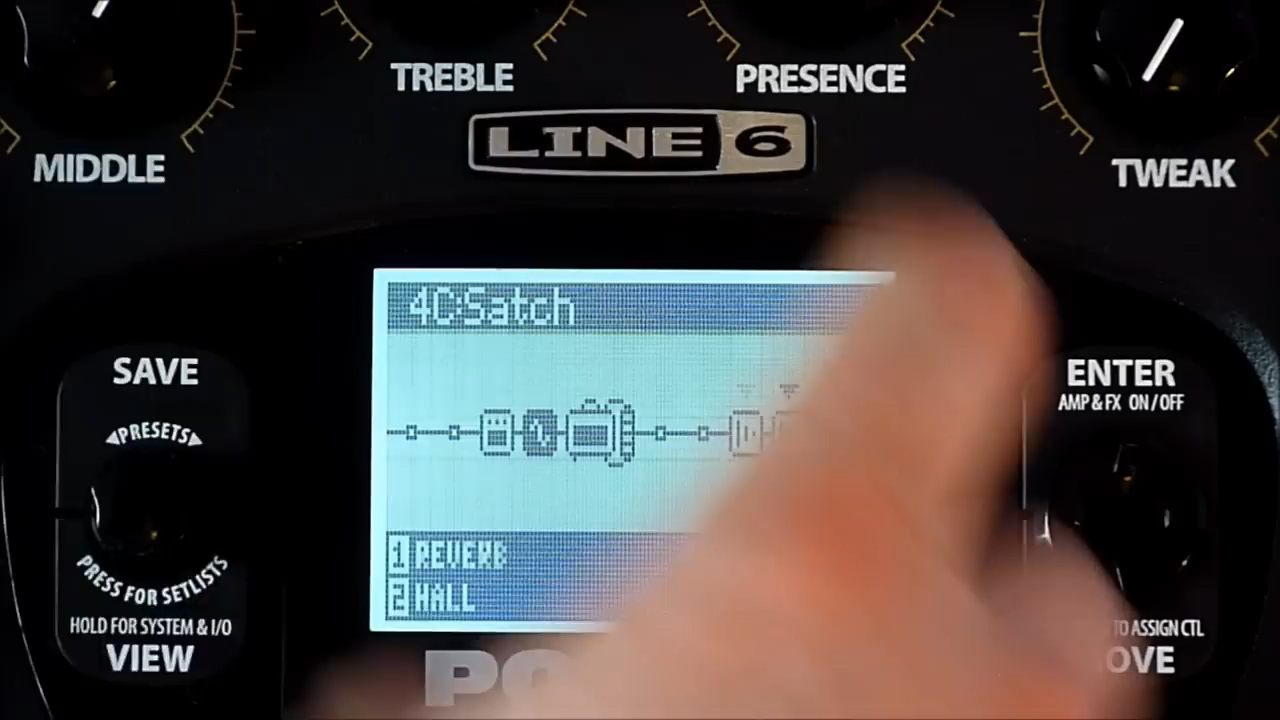 TREBLE
PRESENCE
MIDDLE
LINE 6
TWEAK
4C:Satch
SAVE
PRESETS
PRESS FOR SETLISTS
HOLD FOR SYSTEM & I/O
VIEW
1 REVERB
2 HALL
ENTER
AMP & FX ON/OFF
TO ASSIGN CTL